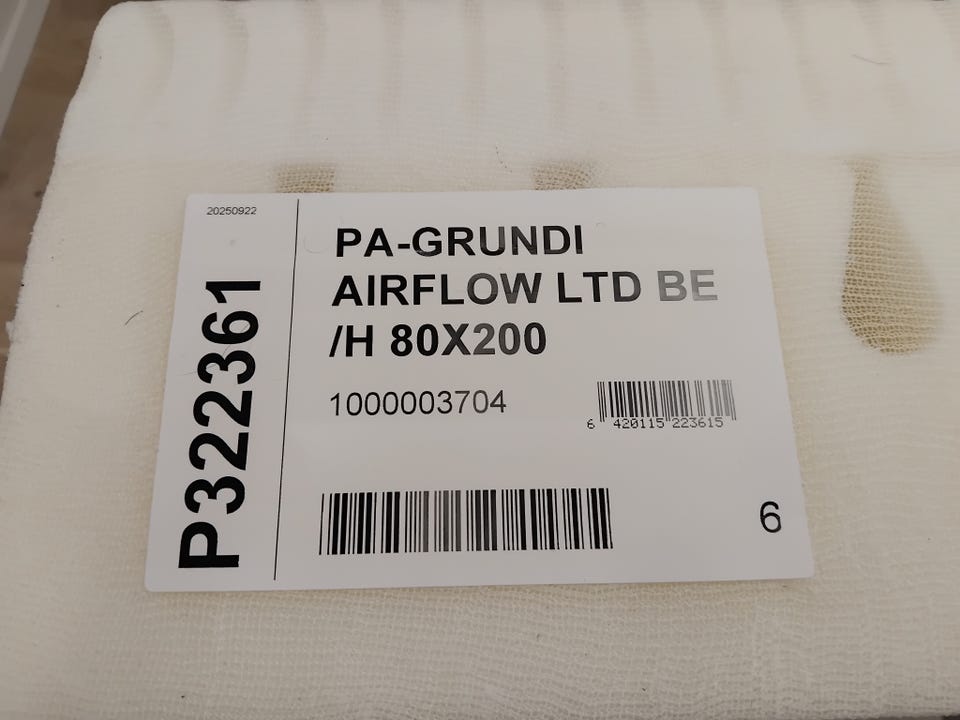 20250922
P322361
PA-GRUNDI
AIRFLOW LTD BE
/H 80X200
1000003704
6 420115 223615
6